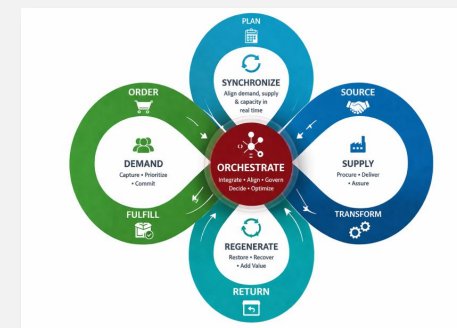 PLAN
SYNCHRONIZE
Align demand, supply
& capacity in
real time
ORDER
DEMAND
Capture • Prioritize
• Commit
FULFILL
ORCHESTRATE
Integrate • Align • Govern
Decide • Optimize
SOURCE
SUPPLY
Procure • Deliver
• Assure
TRANSFORM
REGENERATE
Restore • Recover
• Add Value
RETURN